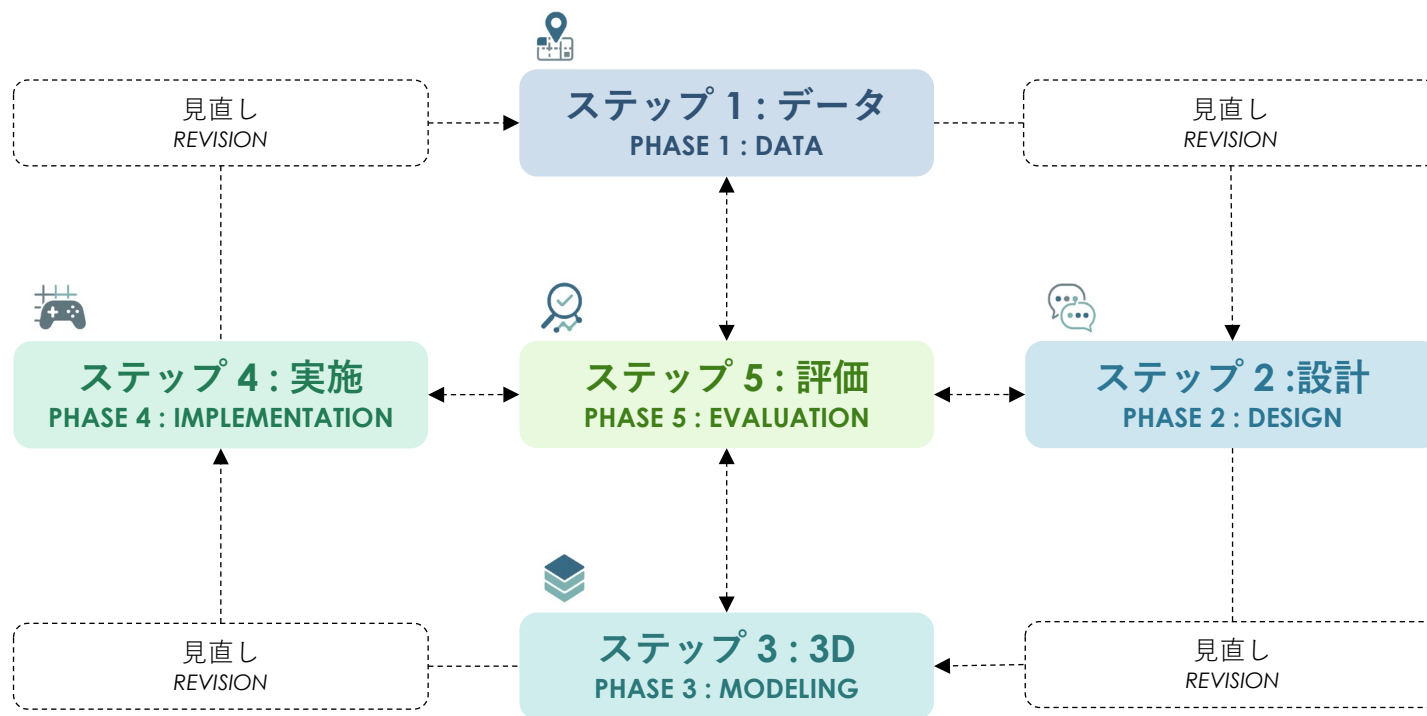 見直し
REVISION
ステップ 1 : データ
PHASE 1 : DATA
見直し
REVISION
ステップ 4 : 実施
PHASE 4 : IMPLEMENTATION
ステップ 5 : 評価
PHASE 5 : EVALUATION
ステップ 2 :設計
PHASE 2 : DESIGN
見直し
REVISION
ステップ 3 : 3D
PHASE 3 : MODELING
見直し
REVISION